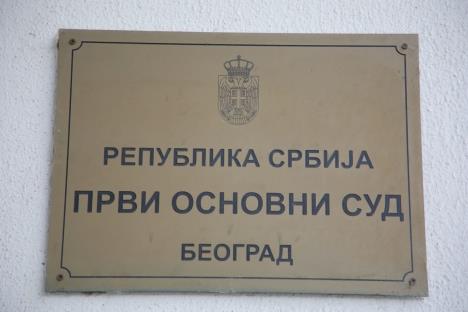 РЕПУБЛИКА СРБИЈА
ПРВИ ОСНОВНИ СУД
БЕОГРАД